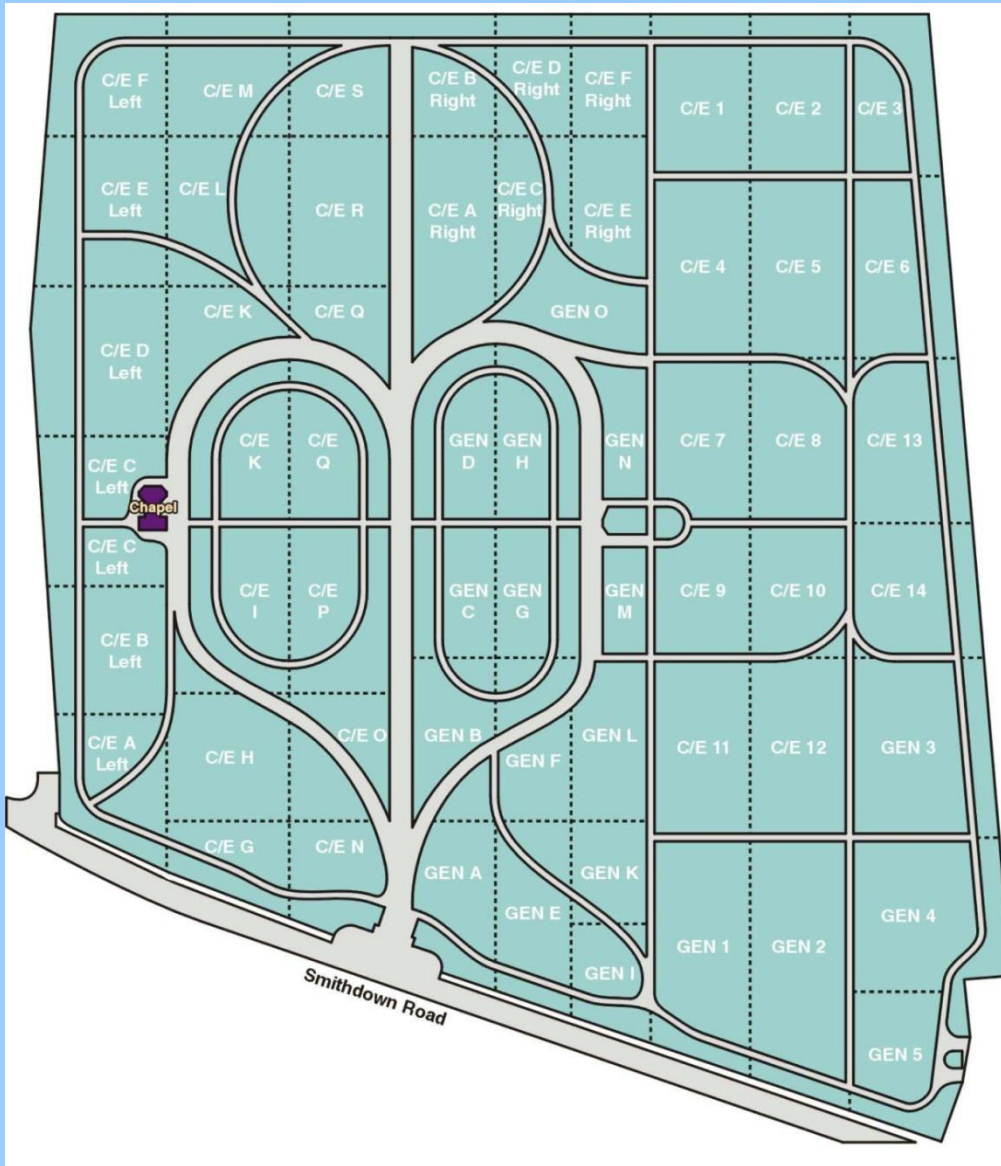 C/E F
Left
C/E M
C/E S
C/E B
Right
C/E D
Right
C/E F
Right
C/E 1
C/E 2
C/E 3
C/E E
Left
C/E L
C/E R
C/E A
Right
C/E C
Right
C/E E
Right
C/E 4
C/E 5
C/E 6
C/E D
Left
C/E K
C/E Q
GEN O
C/E
K
C/E
Q
GEN
D
GEN
H
GEN
N
C/E 7
C/E 8
C/E 13
C/E C
Left
Chapel
C/E C
Left
C/E
I
C/E
P
GEN
C
GEN
G
GEN
M
C/E 9
C/E 10
C/E 14
C/E B
Left
C/E A
Left
C/E H
C/E O
GEN B
GEN F
GEN L
C/E 11
C/E 12
GEN 3
C/E G
C/E N
GEN A
GEN E
GEN K
GEN I
GEN 1
GEN 2
GEN 4
GEN 5
Smithdown Road